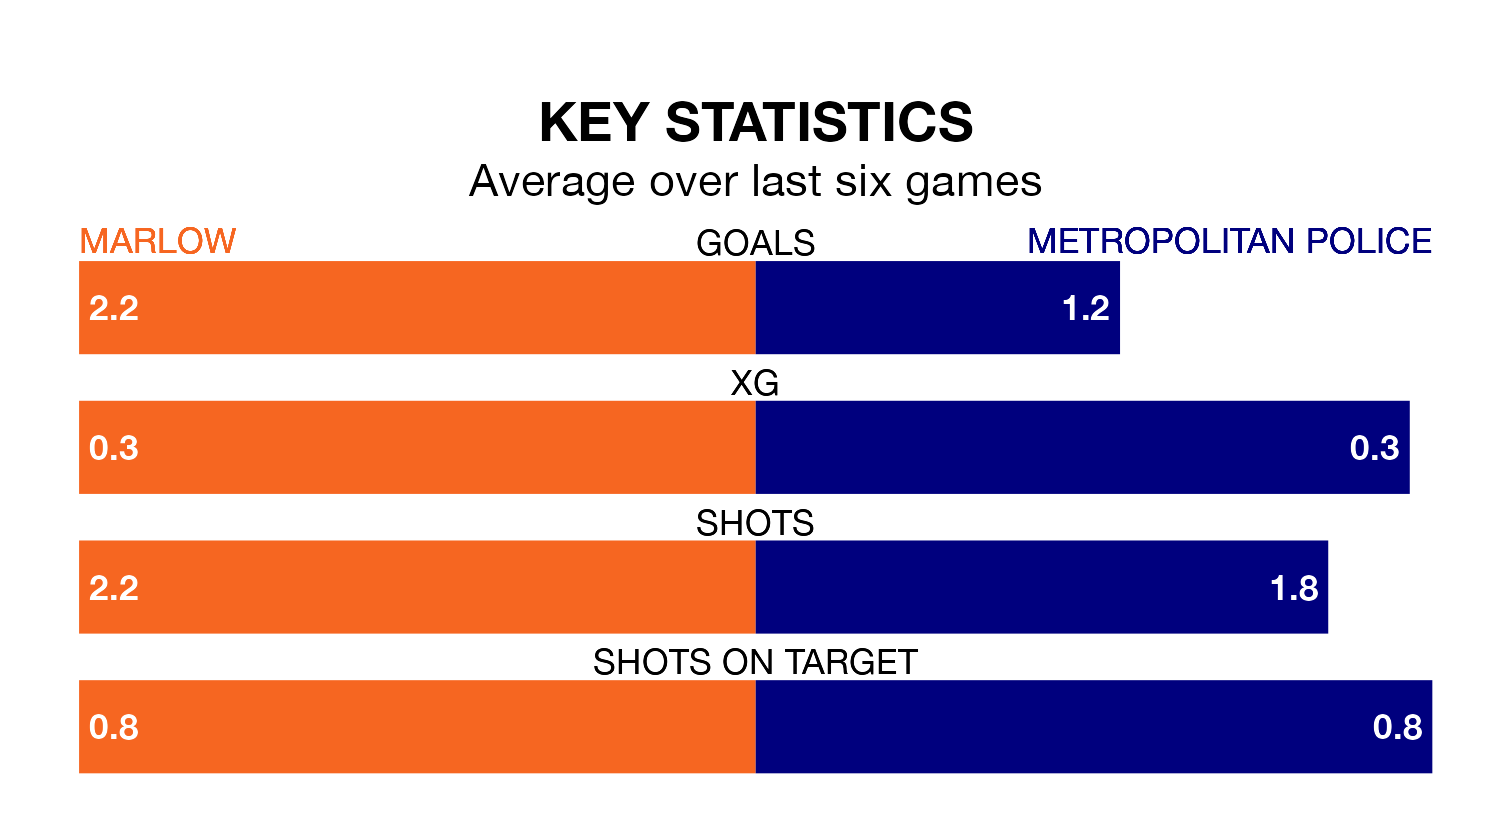 KEY STATISTICS
Average over last six games
MARLOW GOALS METROPOLITAN POLICE
2.2 1.2
XG
0.3 0.3
SHOTS
2.2 1.8
SHOTS ON TARGET
0.8 0.8